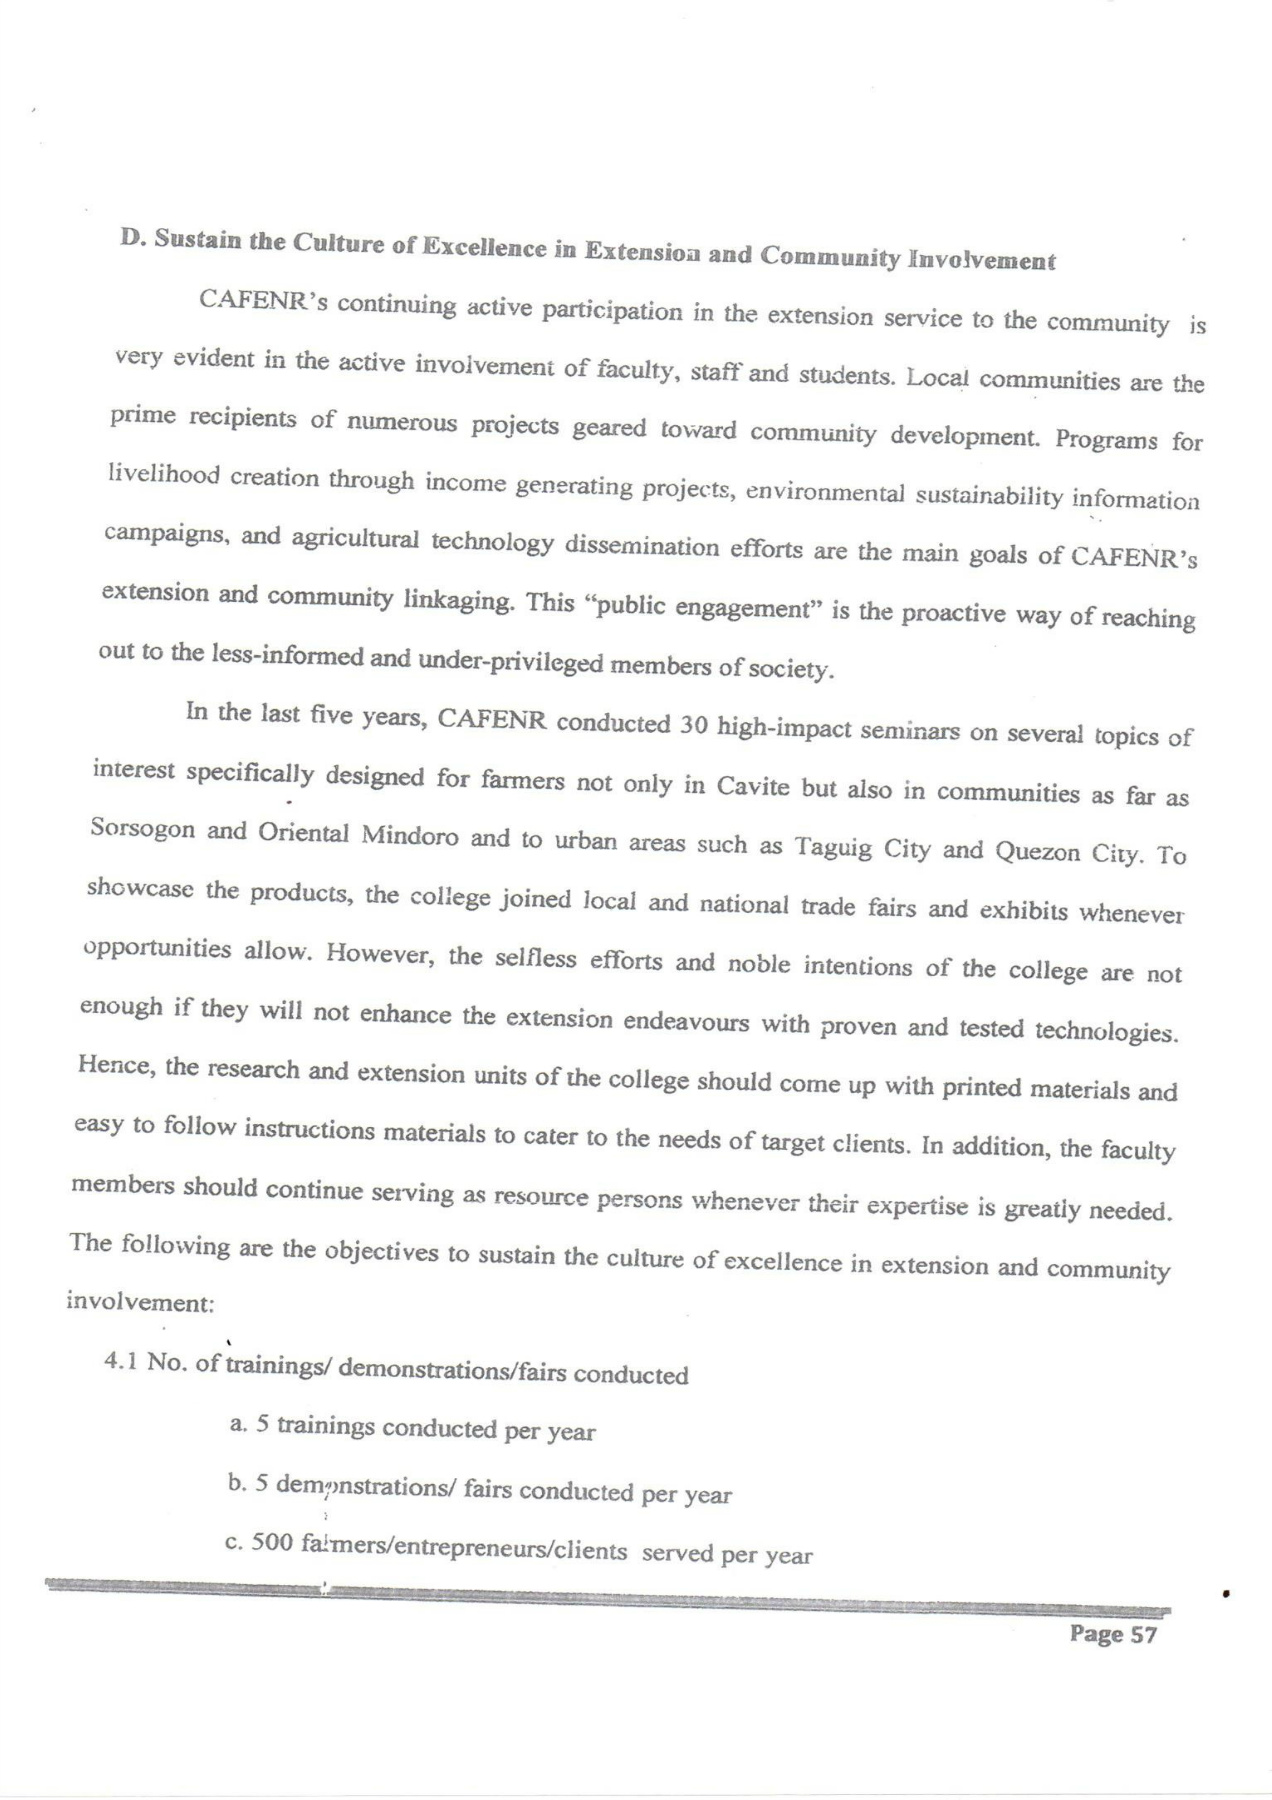 D. Sustain the Culture of Excellence in Extension and Community Involvement
CAFENR's continuing active participation in the extension service to the community is
very evident in the active involvement of faculty, staff and students. Local communities are the
prime recipients of numerous projects geared toward community development. Programs for
livelihood creation through income generating projects, environmental sustainability information
campaigns, and agricultural technology dissemination efforts are the main goals of CAFENR's
extension and community linkaging. This “public engagement” is the proactive way of reaching
out to the less-informed and under-privileged members of society.
In the last five years, CAFENR conducted 30 high-impact seminars on several topics of
interest specifically designed for farmers not only in Cavite but also in communities as far as
Sorsogon and Oriental Mindoro and to urban areas such as Taguig City and Quezon City. To
showcase the products, the college joined local and national trade fairs and exhibits whenever
opportunities allow. However, the selfless efforts and noble intentions of the college are not
enough if they will not enhance the extension endeavours with proven and tested technologies.
Hence, the research and extension units of the college should come up with printed materials and
easy to follow instructions materials to cater to the needs of target clients. In addition, the faculty
members should continue serving as resource persons whenever their expertise is greatly needed.
The following are the objectives to sustain the culture of excellence in extension and community
involvement:
4.1 No. of trainings/ demonstrations/fairs conducted
a. 5 trainings conducted per year
b. 5 demonstrations/ fairs conducted per year
c. 500 farmers/entrepreneurs/clients served per year
Page 57